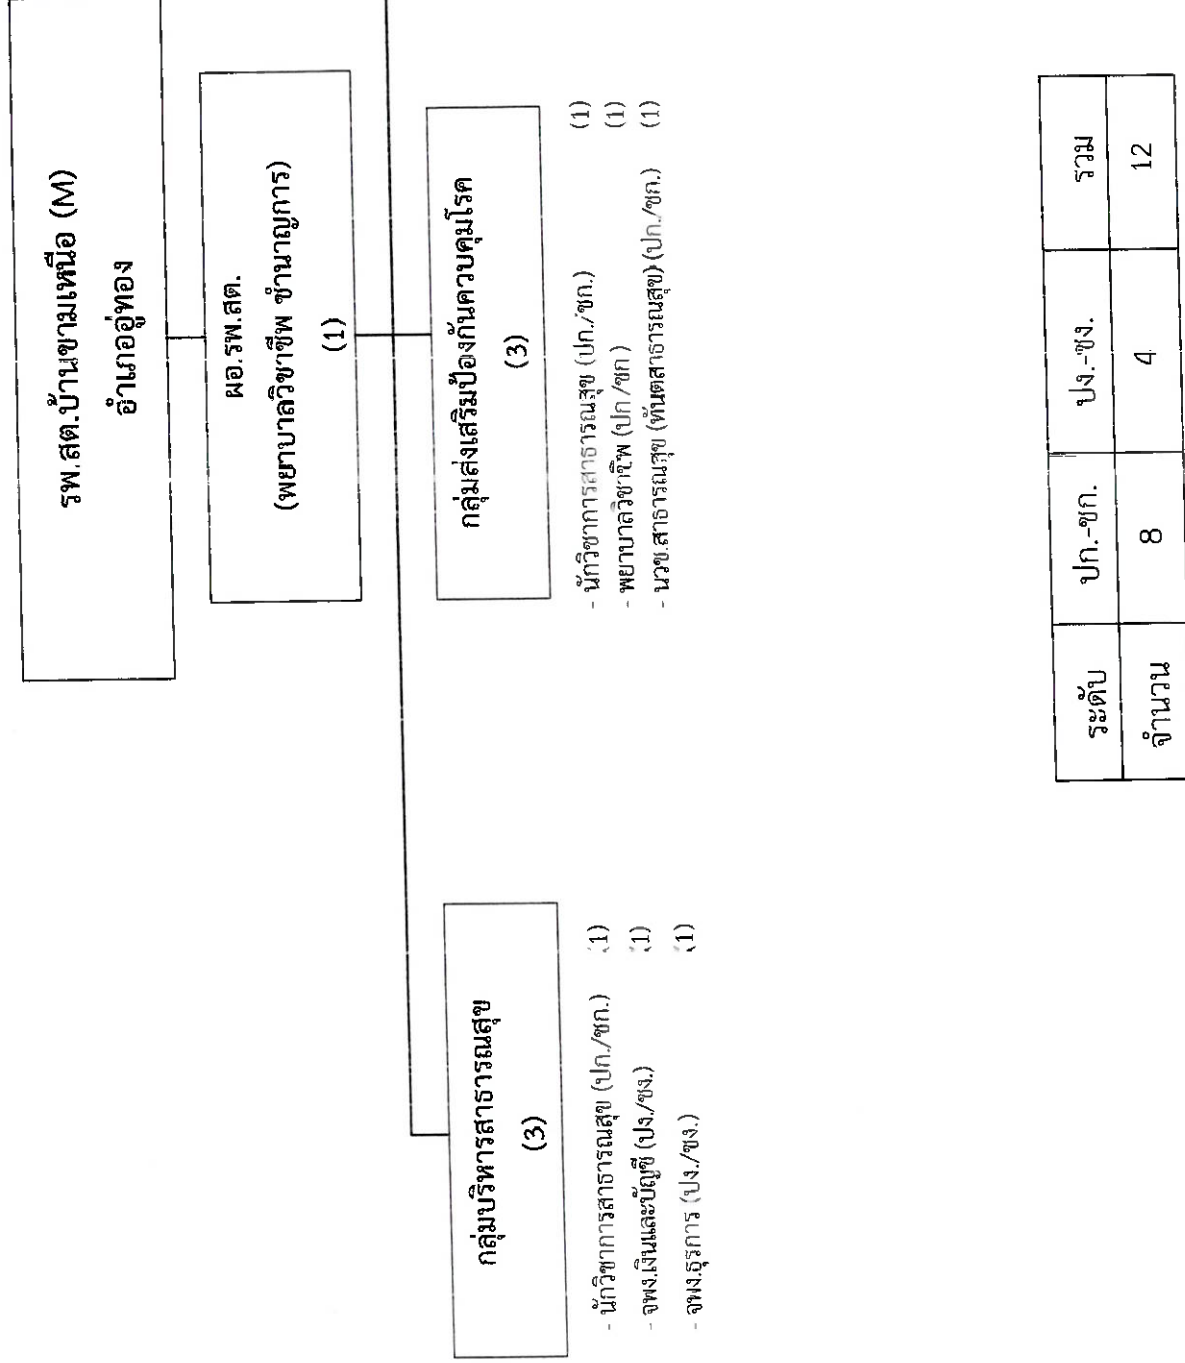 รพ.สต.บ้านขามเหนือ (M)
อำเภออู่ทอง
ผอ.รพ.สต.
(พยาบาลวิชาชีพ ชำนาญการ)
(1)
กลุ่มบริหารสาธารณสุข
(3)
- นักวิชาการสาธารณสุข (ปก./ชก.) (1)
- จพง.เงินและบัญชี (ปง./ชง.) (1)
- จพง.ธุรการ (ปง./ชง.) (1)
กลุ่มส่งเสริมป้องกันควบคุมโรค
(3)
- นักวิชาการสาธารณสุข (ปก./ชก.) (1)
- พยาบาลวิชาชีพ (ปก/ชก) (1)
- นวช.สาธารณสุข (ทันตสาธารณสุข) (ปก./ชก.) (1)
ระดับ ปก.-ชก. ปง.-ชง. รวม
จำนวน 8 4 12